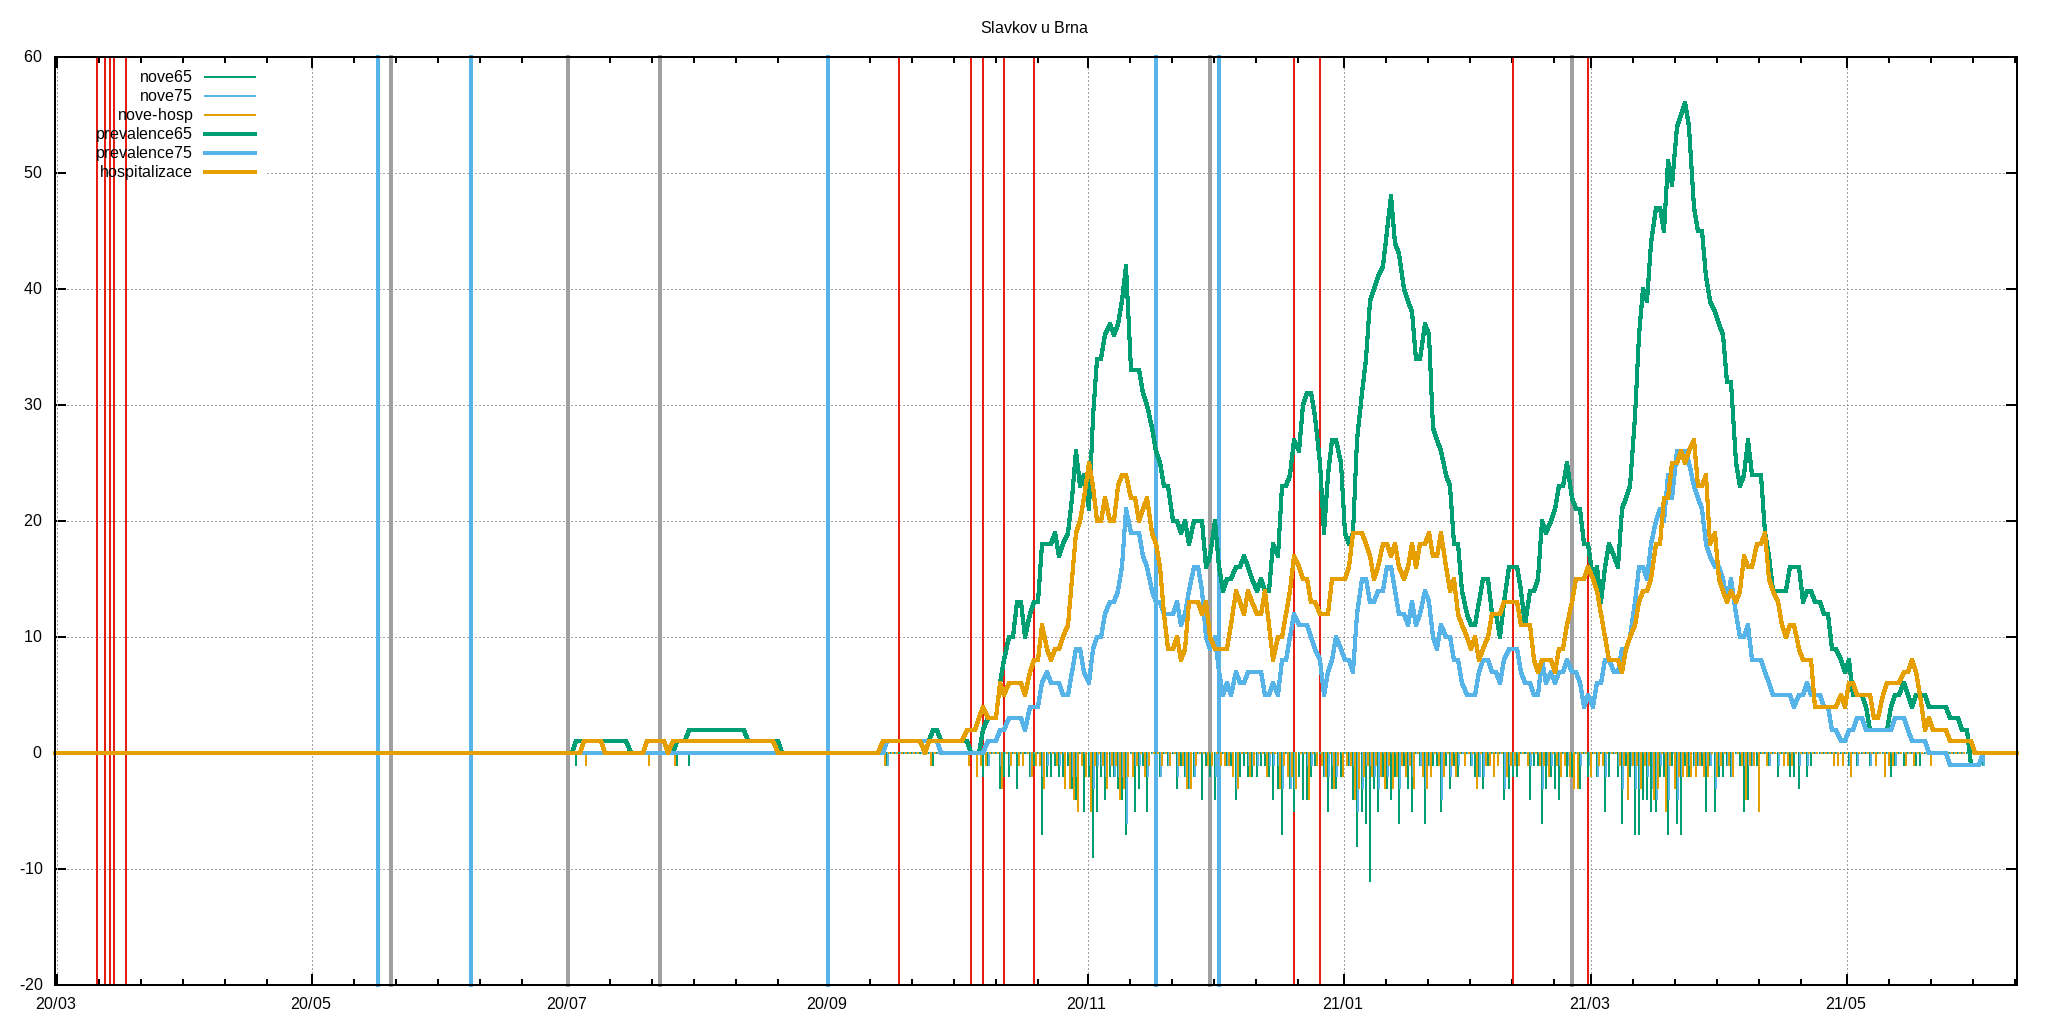 Slavkov u Brna
60
50
40
30
20
10
0
-10
-20
nove65
nove75
nove-hosp
prevalence65
prevalence75
hospitalizace
20/03 20/05 20/07 20/09 20/11 21/01 21/03 21/05